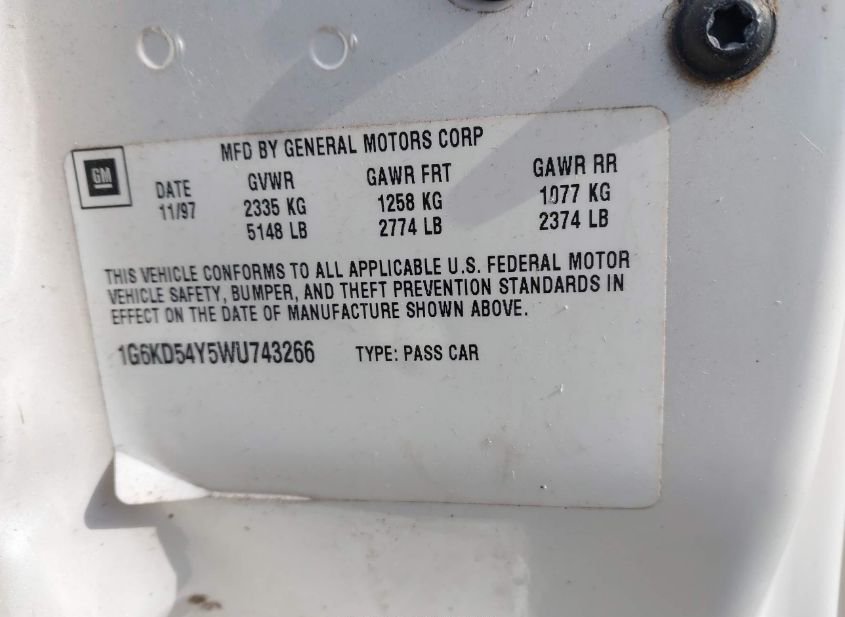 MFD BY GENERAL MOTORS CORP
GM
DATE GVWR GAWR FRT GAWR RR
11/97 2335 KG 1258 KG 1077 KG
5148 LB 2774 LB 2374 LB
THIS VEHICLE CONFORMS TO ALL APPLICABLE U.S. FEDERAL MOTOR
VEHICLE SAFETY, BUMPER, AND THEFT PREVENTION STANDARDS IN
EFFECT ON THE DATE OF MANUFACTURE SHOWN ABOVE.
1G6KD54Y5WU743266 TYPE: PASS CAR